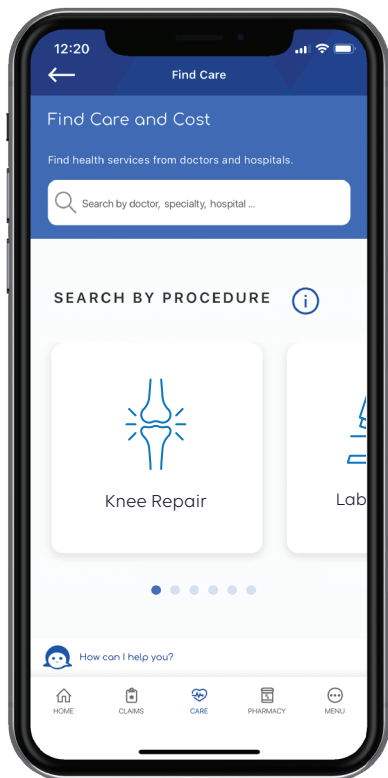 12:20
Find Care
Find Care and Cost
Find health services from doctors and hospitals.
Search by doctor, specialty, hospital ...
SEARCH BY PROCEDURE
Knee Repair
Lab
How can I help you?
HOME CLAIMS CARE PHARMACY MENU